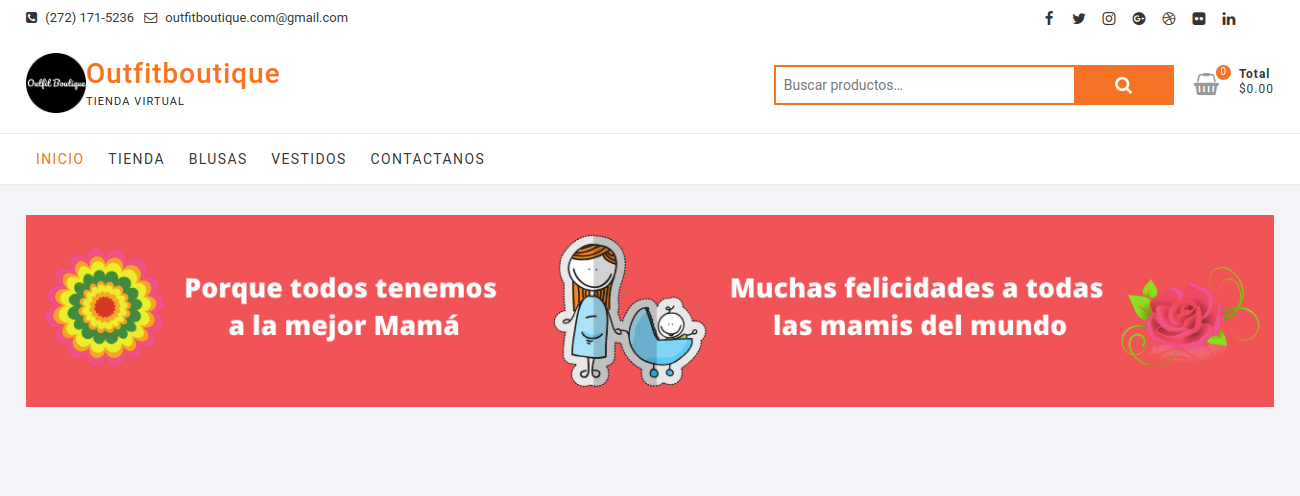 (272) 171-5236 outfitboutique.com@gmail.com
Outfit Boutique
Outfitboutique
TIENDA VIRTUAL
Buscar productos...
0
Total
$0.00
INICIO TIENDA BLUSAS VESTIDOS CONTACTANOS
Porque todos tenemos
a la mejor Mamá
Muchas felicidades a todas
las mamis del mundo